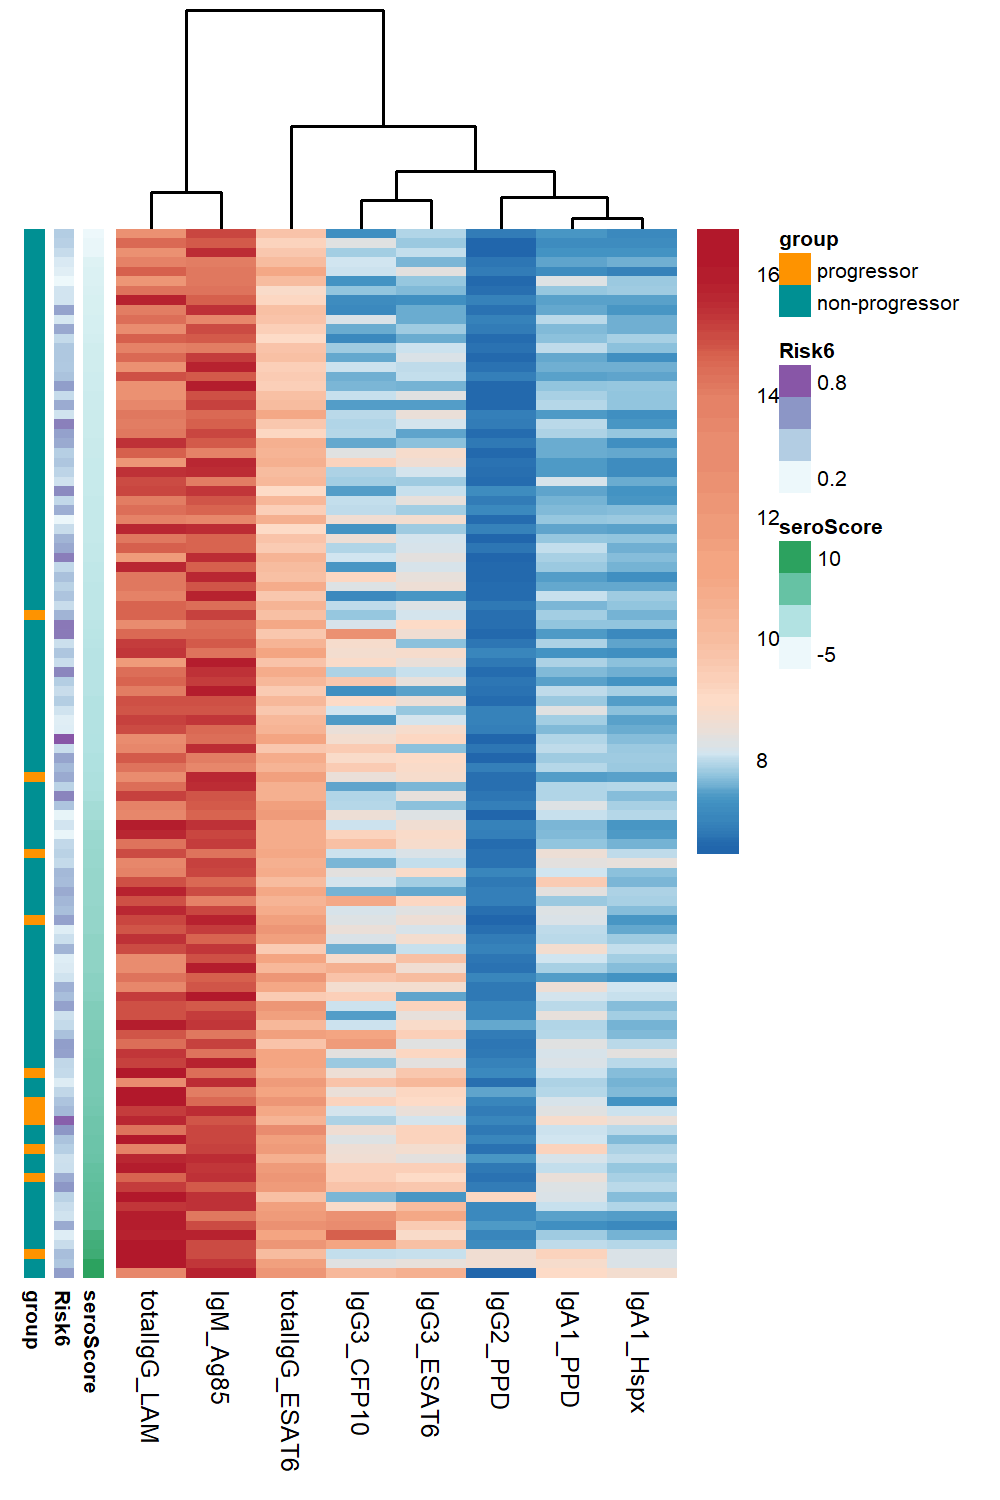 group
progressor
non-progressor
Risk6
0.8
0.2
seroScore
10
-5
16
14
12
10
8
group
Risk6
seroScore
totalIgG_LAM
IgM_Ag85
totalIgG_ESAT6
IgG3_CFP10
IgG3_ESAT6
IgG2_PPD
IgA1_PPD
IgA1_Hspx